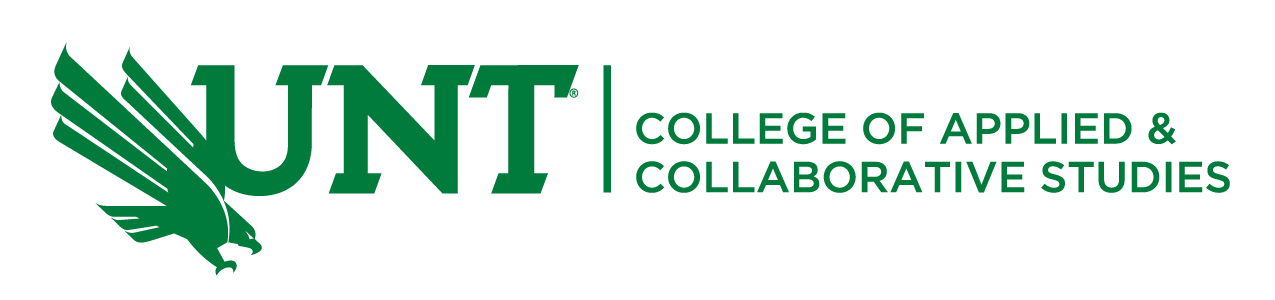 UNT®
COLLEGE OF APPLIED &
COLLABORATIVE STUDIES